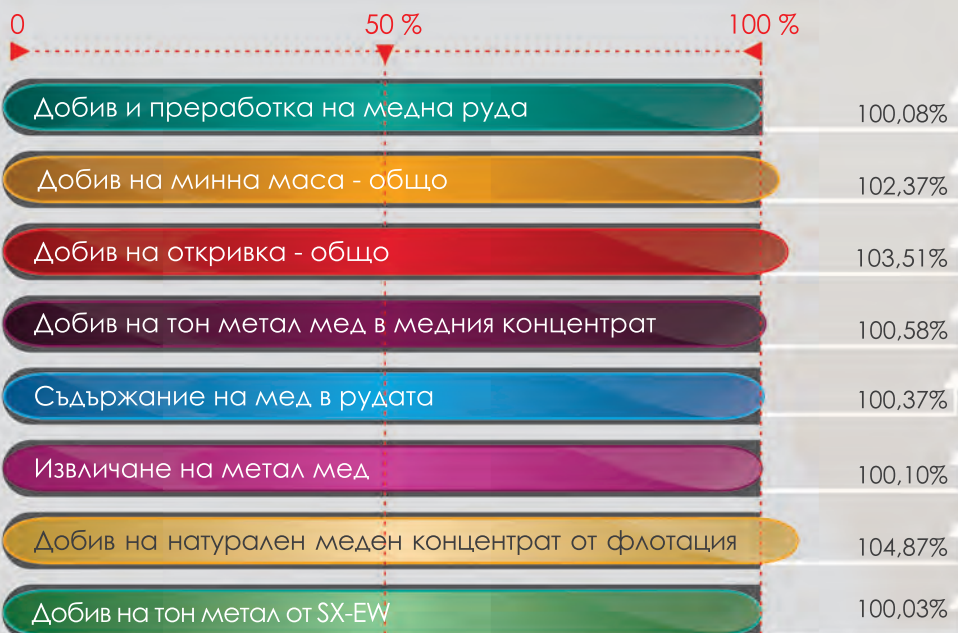 0 50 % 100 %
Добив и преработка на медна руда 100,08%
Добив на минна маса - общо 102,37%
Добив на откривка - общо 103,51%
Добив на тон метал мед в медния концентрат 100,58%
Съдържание на мед в рудата 100,37%
Извличане на метал мед 100,10%
Добив на натурален меден концентрат от флотация 104,87%
Добив на тон метал от SX-EW 100,03%